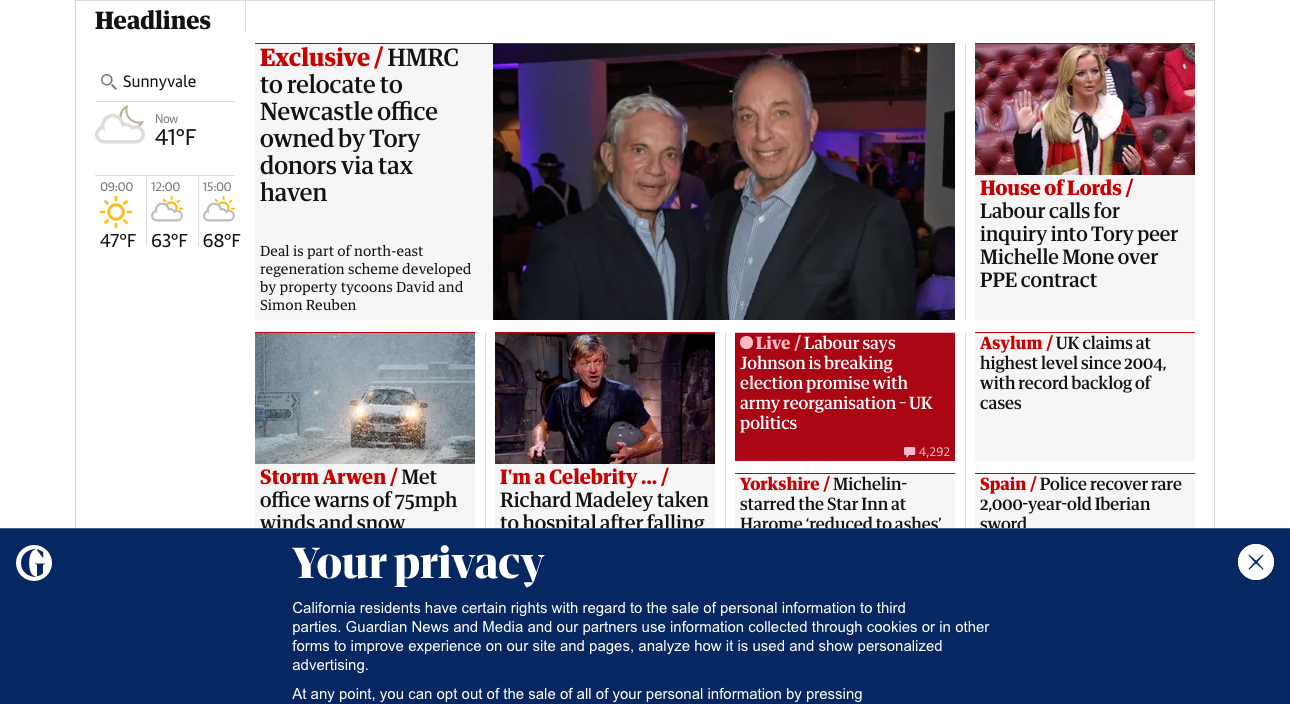 Headlines
Sunnyvale
Now
41°F
09:00
12:00
15:00
47°F
63°F
68°F
Exclusive / HMRC
to relocate to
Newcastle office
owned by Tory
donors via tax
haven
Deal is part of north-east
regeneration scheme developed
by property tycoons David and
Simon Reuben
House of Lords /
Labour calls for
inquiry into Tory peer
Michelle Mone over
PPE contract
Storm Arwen / Met
office warns of 75mph
winds and snow
I'm a Celebrity ... /
Richard Madeley taken
to hospital after falling
Live / Labour says
Johnson is breaking
election promise with
army reorganisation – UK
politics
4,292
Asylum / UK claims at
highest level since 2004,
with record backlog of
cases
Yorkshire / Michelin-
starred the Star Inn at
Harome ‘reduced to ashes’
Spain / Police recover rare
2,000-year-old Iberian
sword
G
Your privacy
California residents have certain rights with regard to the sale of personal information to third
parties. Guardian News and Media and our partners use information collected through cookies or in other
forms to improve experience on our site and pages, analyze how it is used and show personalized
advertising.
At any point, you can opt out of the sale of all of your personal information by pressing